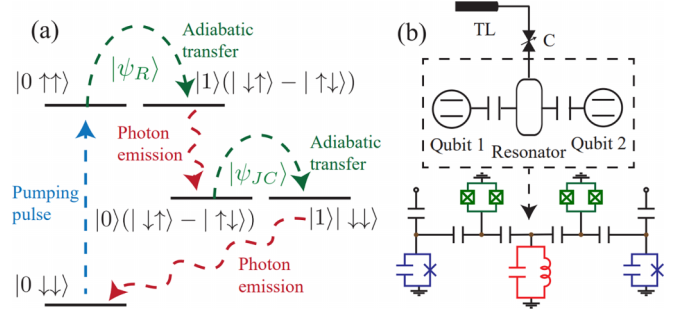 (a)
Adiabatic
transfer
|ψ_R⟩
|0 ↑↑⟩
|1⟩(| ↓↑⟩ − | ↑↓⟩)
Photon
emission
Adiabatic
transfer
|ψ_JC⟩
Pumping
pulse
|0⟩(| ↓↑⟩ − | ↑↓⟩)
|1⟩| ↓↓⟩
Photon
emission
|0 ↓↓⟩
(b)
TL
C
Qubit 1
Resonator
Qubit 2